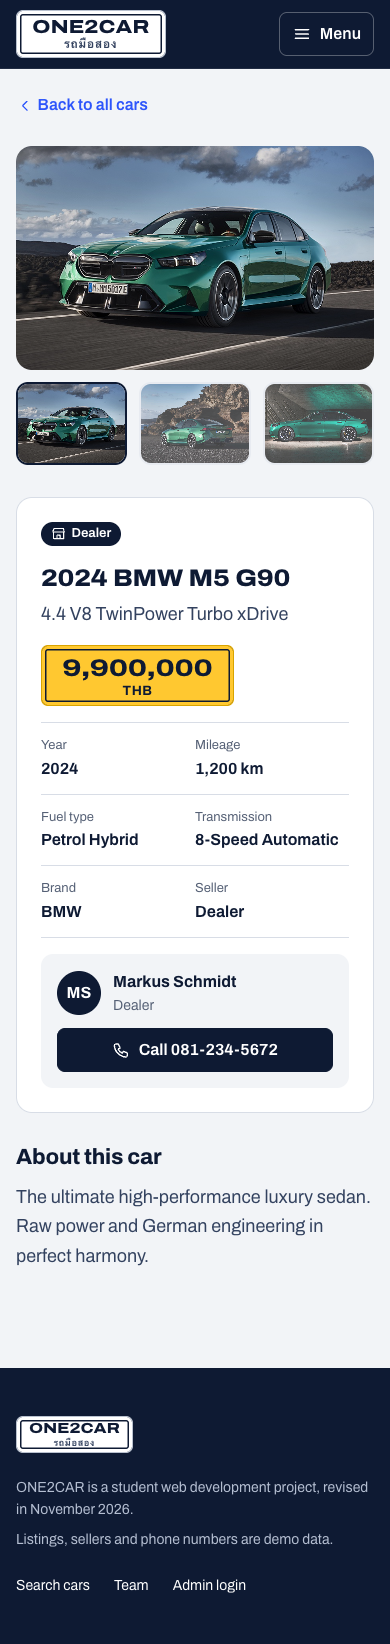 ONE2CAR
รถมือสอง
Menu
Back to all cars
Dealer
2024 BMW M5 G90
4.4 V8 TwinPower Turbo xDrive
9,900,000
THB
Year
Mileage
2024
1,200 km
Fuel type
Transmission
Petrol Hybrid
8-Speed Automatic
Brand
Seller
BMW
Dealer
MS
Markus Schmidt
Dealer
Call 081-234-5672
About this car
The ultimate high-performance luxury sedan.
Raw power and German engineering in
perfect harmony.
ONE2CAR
รถมือสอง
ONE2CAR is a student web development project, revised
in November 2026.
Listings, sellers and phone numbers are demo data.
Search cars
Team
Admin login